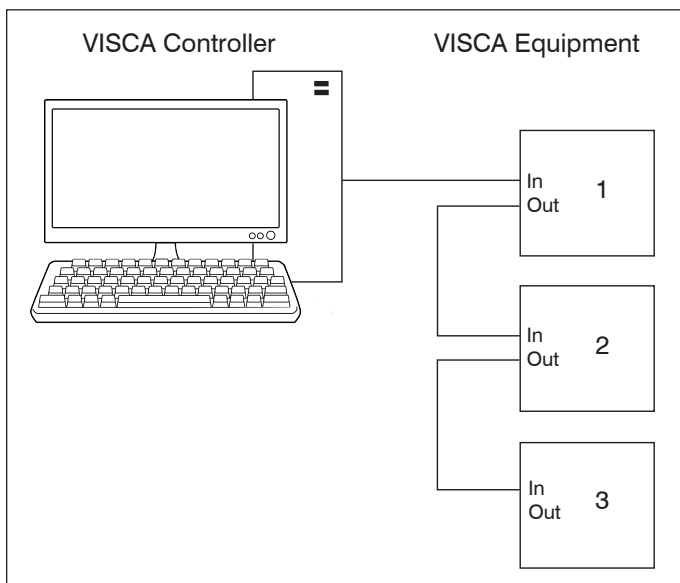 VISCA Controller
VISCA Equipment
In
Out
1
In
Out
2
In
Out
3